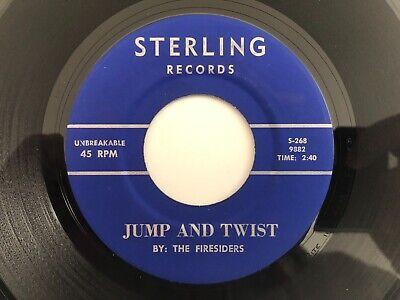 STERLING
RECORDS
UNBREAKABLE
45 RPM
S-268
9882
TIME: 2:40
JUMP AND TWIST
BY: THE FIRESIDERS